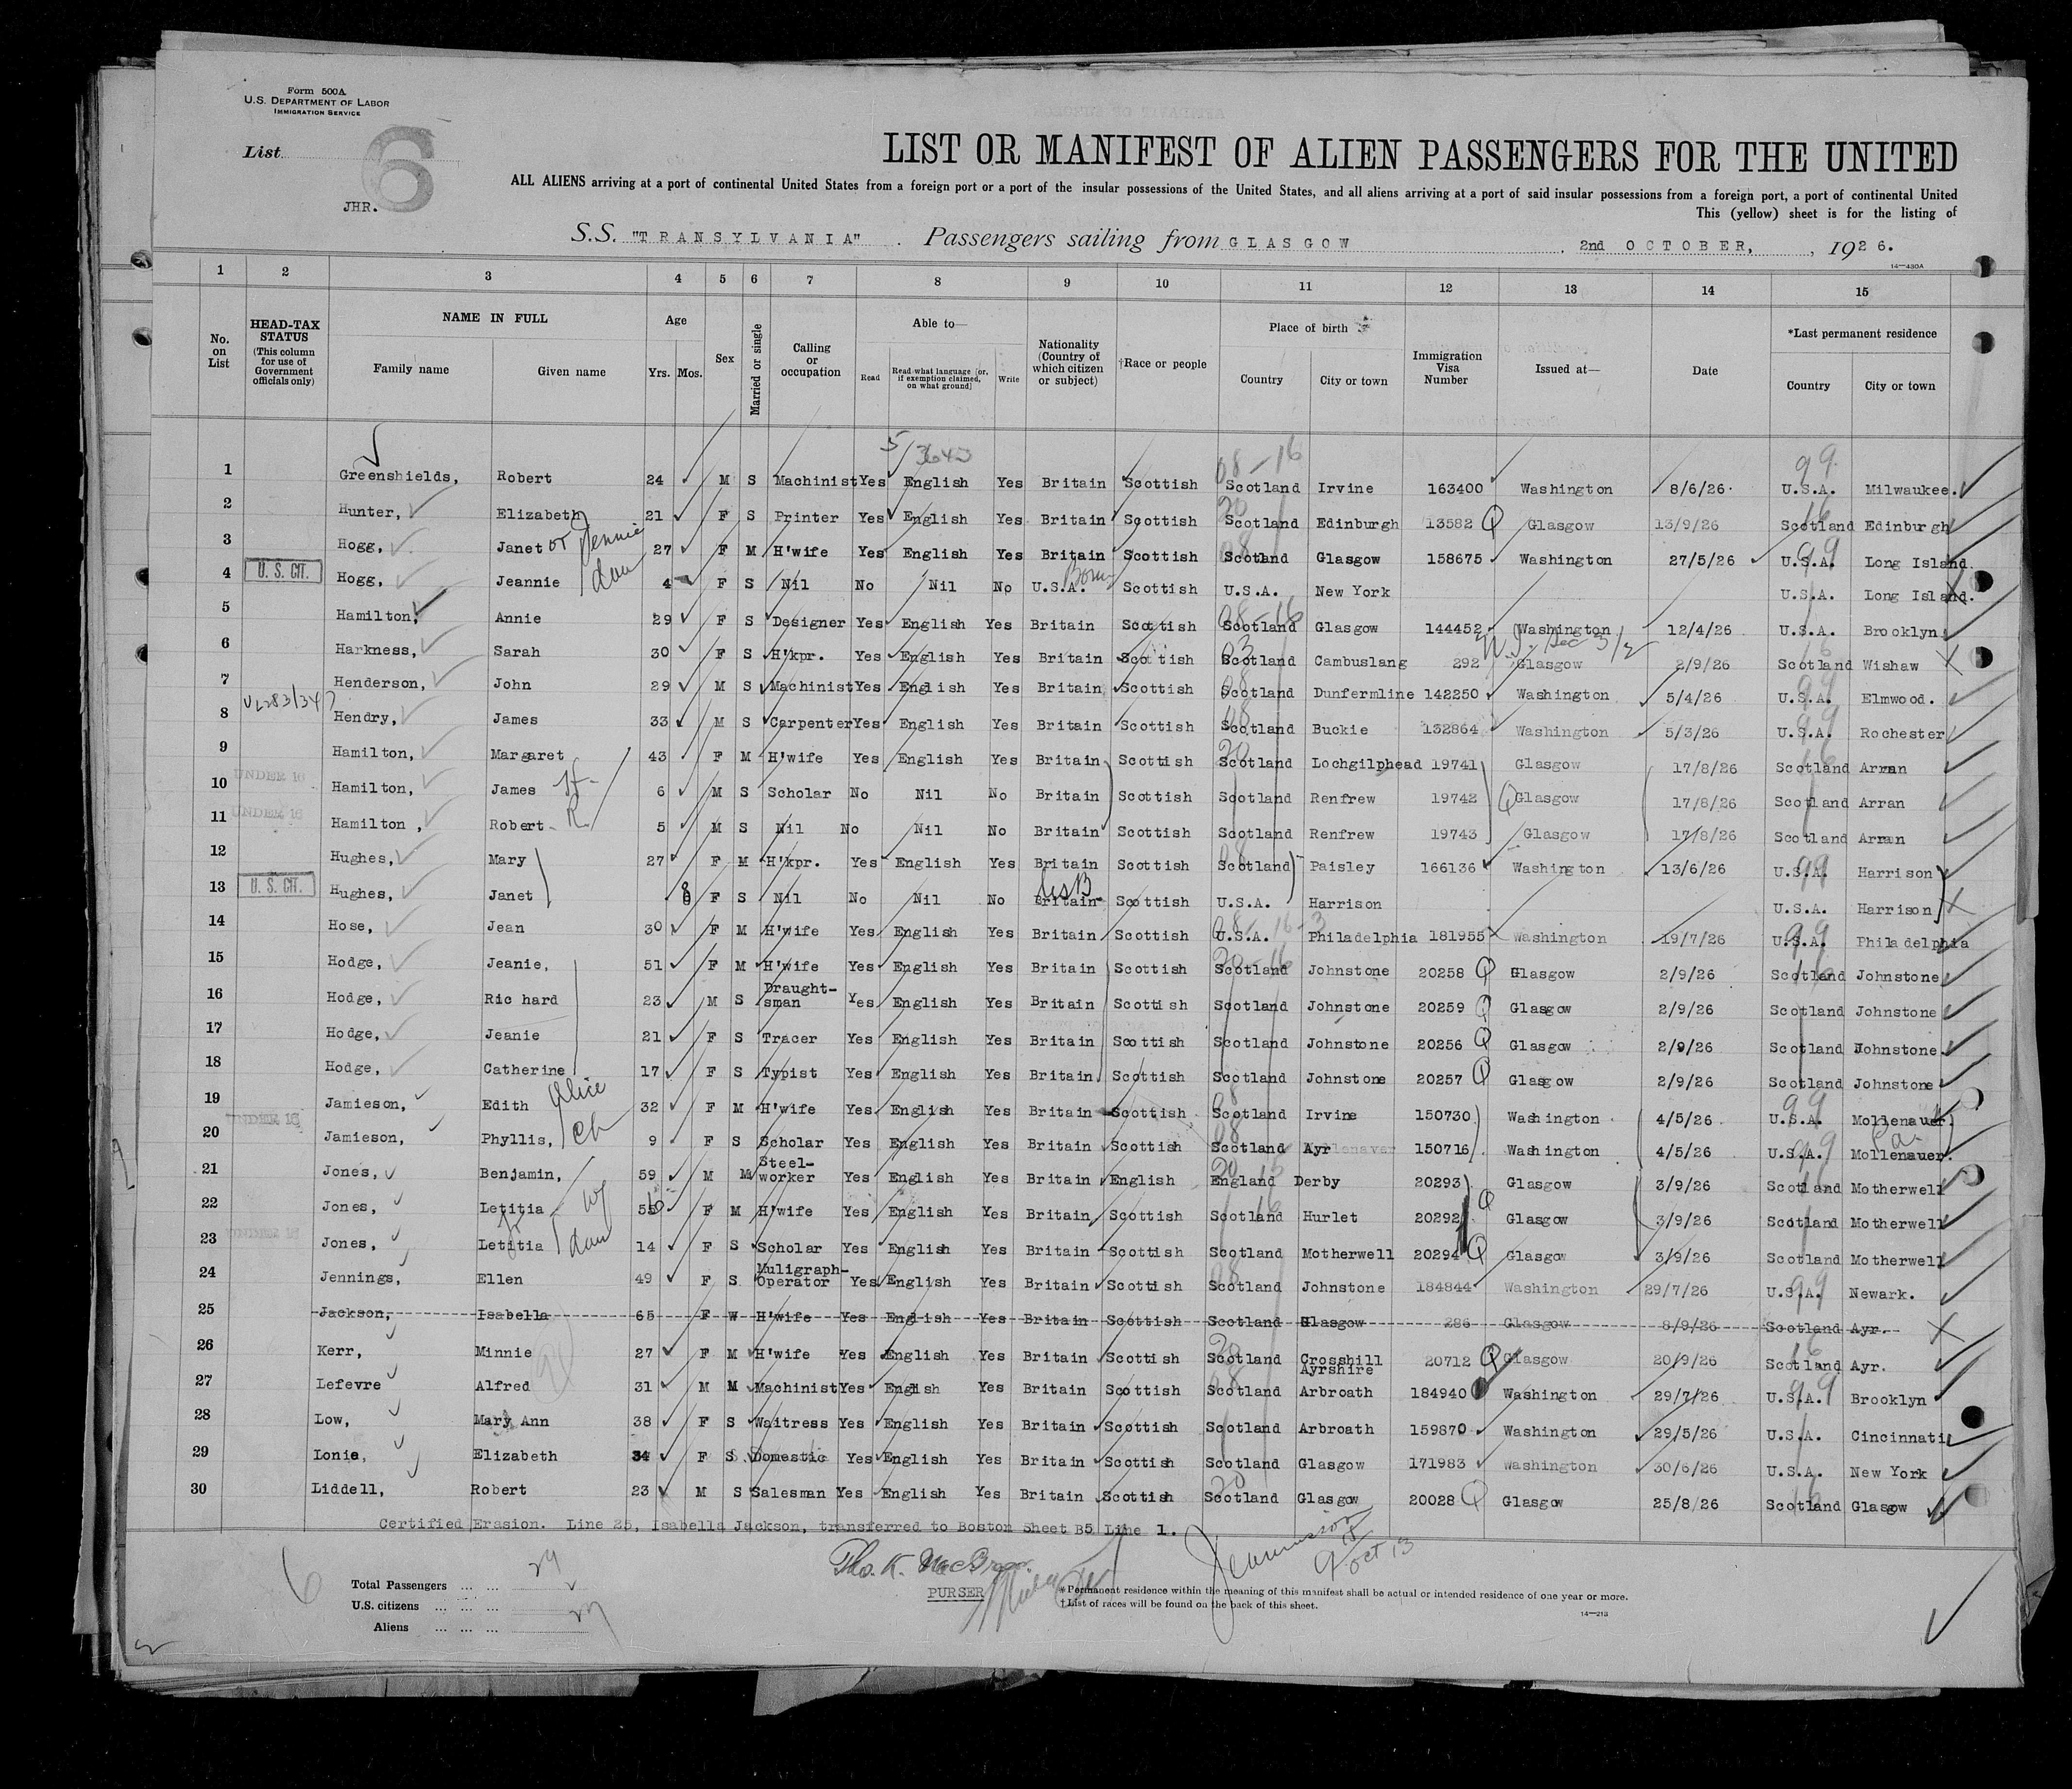 Form 500A
U.S. DEPARTMENT OF LABOR
IMMIGRATION SERVICE
List 6
JHR.
LIST OR MANIFEST OF ALIEN PASSENGERS FOR THE UNITED
ALL ALIENS arriving at a port of continental United States from a foreign port or a port of the insular possessions of the United States, and all aliens arriving at a port of said insular possessions from a foreign port, a port of continental United
This (yellow) sheet is for the listing of
S.S. "TRANSYLVANIA" . Passengers sailing from GLASGOW , 2nd OCTOBER, , 1926.
14—430A
1 2 3 4 5 6 7 8 9 10 11 12 13 14 15
No. on List
HEAD-TAX STATUS (This column for use of Government officials only)
NAME IN FULL Family name Given name
Age Yrs. Mos.
Sex
Married or single
Calling or occupation
Able to— Read Read what language (or, if exemption claimed, on what ground) Write
Nationality (Country of which citizen or subject)
†Race or people
Place of birth Country City or town
Immigration Visa Number
Issued at—
Date
*Last permanent residence Country City or town
5 3643 08-16 99
1 Greenshields, Robert 24 M S Machinist Yes English Yes Britain Scottish Scotland Irvine 163400 Washington 8/6/26. U.S.A. Milwaukee.
2 Hunter, Elizabeth 21 F S Printer Yes English Yes Britain Scottish Scotland Edinburgh 13582 Q Glasgow 13/9/26 Scotland Edinburgh
3 Hogg, Janet or Jennie 27 F M H'wife Yes English Yes Britain Scottish Scotland Glasgow 158675 Washington 27/5/26 U.S.A. Long Island.
4 U. S. CIT. Hogg, Jeannie dau 4 F S Nil No Nil No U.S.A. Born Scottish U.S.A. New York U.S.A. Long Island.
5 Hamilton, Annie 29 F S Designer Yes English Yes Britain Scottish Scotland Glasgow 144452 Washington 12/4/26 U.S.A. Brooklyn.
6 Harkness, Sarah 30 F S H'kpr. Yes English Yes Britain Scottish Scotland Cambuslang 292 Glasgow 2/9/26 Scotland Wishaw
7 Henderson, John 29 M S Machinist Yes English Yes Britain Scottish Scotland Dunfermline 142250 Washington 5/4/26 U.S.A. Elmwood.
8 Hendry, James 33 M S Carpenter Yes English Yes Britain Scottish Scotland Buckie 132864 Washington 5/3/26 U.S.A. Rochester
9 Hamilton, Margaret 43 F M H'wife Yes English Yes Britain Scottish Scotland Lochgilphead 19741 Glasgow 17/8/26 Scotland Arran
10 UNDER 16 Hamilton, James 6 M S Scholar No Nil No Britain Scottish Scotland Renfrew 19742 Q Glasgow 17/8/26 Scotland Arran
11 UNDER 16 Hamilton , Robert 5 M S Nil No Nil No Britain Scottish Scotland Renfrew 19743 Glasgow 17/8/26 Scotland Arran
12 Hughes, Mary 27 F M H'kpr. Yes English Yes Britain Scottish Scotland Paisley 166136 Washington 13/6/26 U.S.A. Harrison
13 U. S. CIT. Hughes, Janet 8 F S Nil No Nil No Britain USB Scottish U.S.A. Harrison U.S.A. Harrison
14 Hose, Jean 30 F M H'wife Yes English Yes Britain Scottish U.S.A. Philadelphia 181955 Washington 19/7/26 U.S.A. Philadelphia
15 Hodge, Jeanie, 51 F M H'wife Yes English Yes Britain Scottish Scotland Johnstone 20258 Q Glasgow 2/9/26 Scotland Johnstone
16 Hodge, Ric hard 23 M S Draught-sman Yes English Yes Britain Scottish Scotland Johnstone 20259 Q Glasgow 2/9/26 Scotland Johnstone
17 Hodge, Jeanie 21 F S Tracer Yes English Yes Britain Scottish Scotland Johnstone 20256 Q Glasgow 2/9/26 Scotland Johnstone
18 Hodge, Catherine 17 F S Typist Yes English Yes Britain Scottish Scotland Johnstone 20257 Q Glasgow 2/9/26 Scotland Johnstone
19 Jamieson, Edith Alice 32 F M H'wife Yes English Yes Britain Scottish Scotland Irvine 150730 Washington 4/5/26 U.S.A. Mollenauer.
20 UNDER 16 Jamieson, Phyllis, ch 9 F S Scholar Yes English Yes Britain Scottish Scotland Ayr 150716 Washington 4/5/26 U.S.A. Mollenauer. Pa.
21 Jones, Benjamin, 59 M M Steel-worker Yes English Yes Britain English England Derby 20293 Glasgow 3/9/26 Scotland Motherwell
22 Jones, Letitia wf 55 F M H'wife Yes English Yes Britain Scottish Scotland Hurlet 20292 Q Glasgow 3/9/26 Scotland Motherwell
23 Jones, Letitia dau 14 F S Scholar Yes English Yes Britain Scottish Scotland Motherwell 20294 Q Glasgow 3/9/26 Scotland Motherwell
24 Jennings, Ellen 49 F S Muligraph-Operator Yes English Yes Britain Scottish Scotland Johnstone 184844 Washington 29/7/26 U.S.A. Newark.
25 Jackson, Isabella 65 F W H'wife Yes English Yes Britain Scottish Scotland Glasgow 286 Glasgow 8/9/26 Scotland Ayr.
26 Kerr, Minnie 27 F M H'wife Yes English Yes Britain Scottish Scotland Crosshill Ayrshire 20712 Q Glasgow 20/9/26 Scotland Ayr.
27 Lefevre Alfred 31 M M Machinist Yes English Yes Britain Scottish Scotland Arbroath 184940 Washington 29/7/26 U.S.A. Brooklyn
28 Low, Mary Ann 38 F S Waitress Yes English Yes Britain Scottish Scotland Arbroath 159870 Washington 29/5/26 U.S.A. Cincinnati
29 Lonie, Elizabeth 34 F S Domestic Yes English Yes Britain Scottish Scotland Glasgow 171983 Washington 30/6/26 U.S.A. New York
30 Liddell, Robert 23 M S Salesman Yes English Yes Britain Scottish Scotland Glasgow 20028 Q Glasgow 25/8/26 Scotland Glasgow
Certified Erasion. Line 25, Isabella Jackson, transferred to Boston Sheet B5 Line 1.
Total Passengers ... ...
U.S. citizens ... ... ...
Aliens ... ... ...
Thos. K.
PURSER
Oct 13
*Permanent residence within the meaning of this manifest shall be actual or intended residence of one year or more.
†List of races will be found on the back of this sheet.
14—213